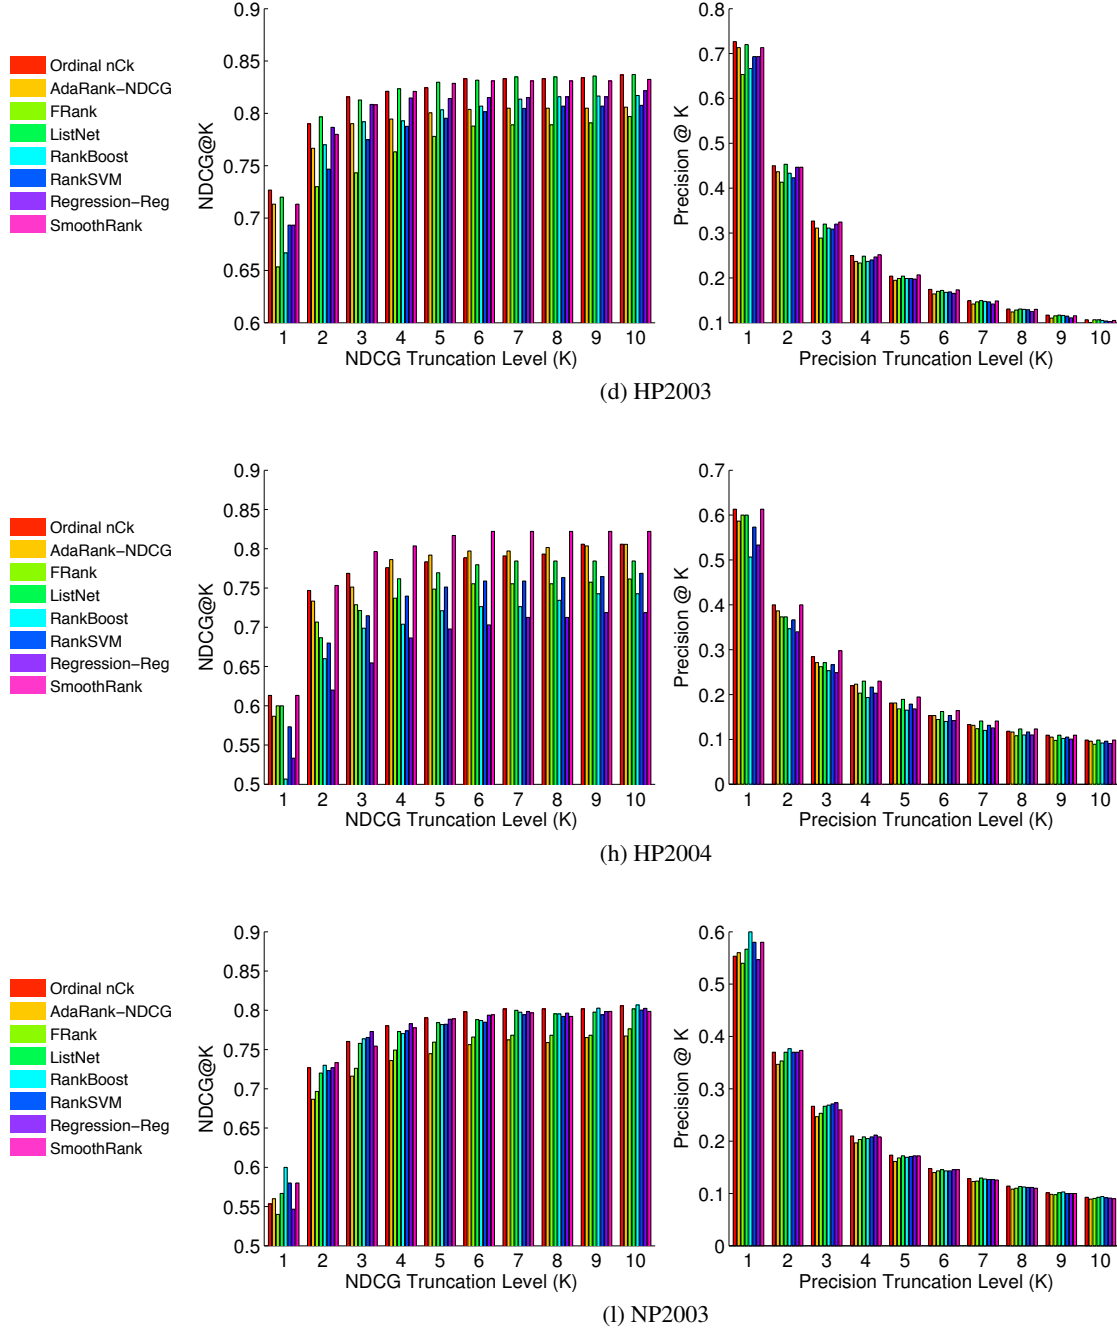 Ordinal nCk
AdaRank-NDCG
FRank
ListNet
RankBoost
RankSVM
Regression-Reg
SmoothRank
NDCG@K
0.9
0.85
0.8
0.75
0.7
0.65
0.6
1 2 3 4 5 6 7 8 9 10
NDCG Truncation Level (K)
Precision @ K
0.8
0.7
0.6
0.5
0.4
0.3
0.2
0.1
1 2 3 4 5 6 7 8 9 10
Precision Truncation Level (K)
(d) HP2003
Ordinal nCk
AdaRank-NDCG
FRank
ListNet
RankBoost
RankSVM
Regression-Reg
SmoothRank
NDCG@K
0.9
0.85
0.8
0.75
0.7
0.65
0.6
0.55
0.5
1 2 3 4 5 6 7 8 9 10
NDCG Truncation Level (K)
Precision @ K
0.7
0.6
0.5
0.4
0.3
0.2
0.1
0
1 2 3 4 5 6 7 8 9 10
Precision Truncation Level (K)
(h) HP2004
Ordinal nCk
AdaRank-NDCG
FRank
ListNet
RankBoost
RankSVM
Regression-Reg
SmoothRank
NDCG@K
0.9
0.85
0.8
0.75
0.7
0.65
0.6
0.55
0.5
1 2 3 4 5 6 7 8 9 10
NDCG Truncation Level (K)
Precision @ K
0.6
0.5
0.4
0.3
0.2
0.1
0
1 2 3 4 5 6 7 8 9 10
Precision Truncation Level (K)
(l) NP2003